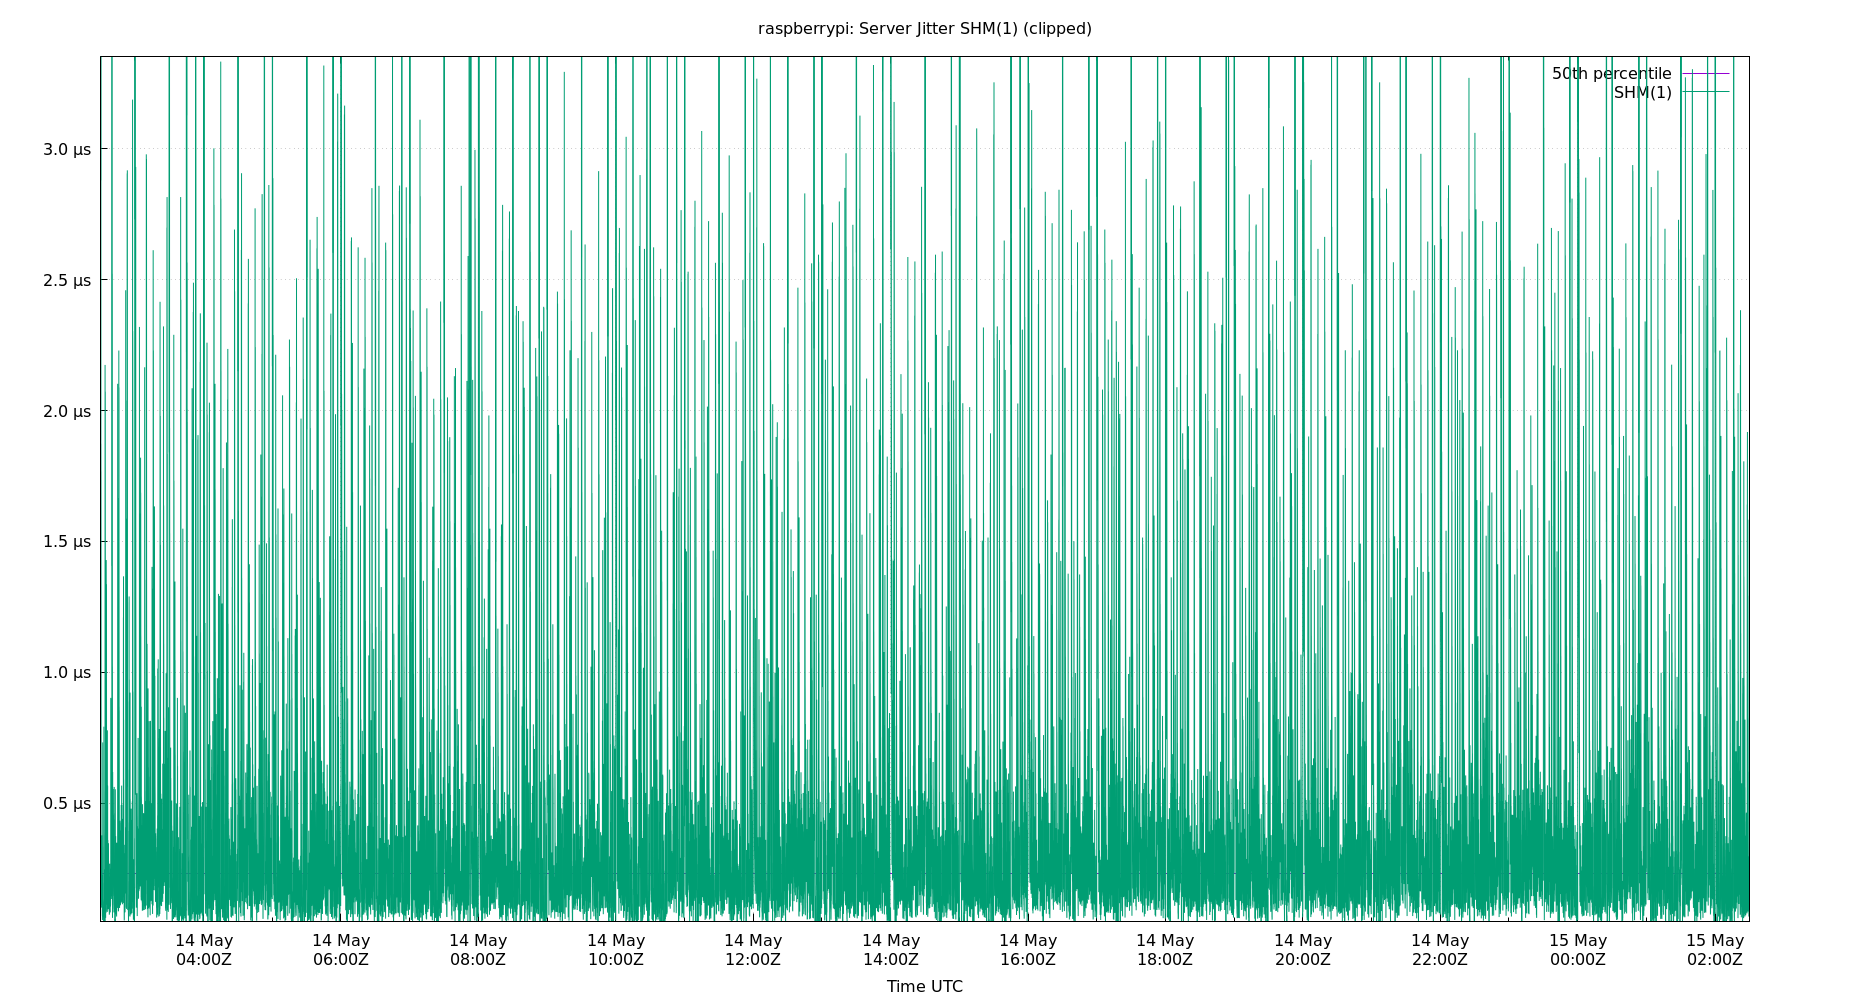 raspberrypi: Server Jitter SHM(1) (clipped)
50th percentile
SHM(1)
3.0 µs
2.5 µs
2.0 µs
1.5 µs
1.0 µs
0.5 µs
14 May 14 May 14 May 14 May 14 May 14 May 14 May 14 May 14 May 14 May 15 May 15 May
04:00Z 06:00Z 08:00Z 10:00Z 12:00Z 14:00Z 16:00Z 18:00Z 20:00Z 22:00Z 00:00Z 02:00Z
Time UTC